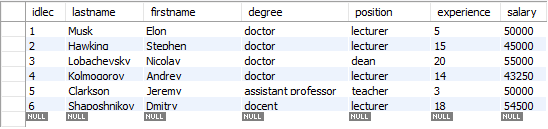 idlec lastname firstname degree position experience salary
1 Musk Elon doctor lecturer 5 50000
2 Hawking Stephen doctor lecturer 15 45000
3 Lobachevsky Nicolay doctor dean 20 55000
4 Kolmogorov Andrey doctor lecturer 14 43250
5 Clarkson Jeremy assistant professor teacher 3 50000
6 Shaposhnikov Dmitry docent lecturer 18 54500
NULL NULL NULL NULL NULL NULL NULL